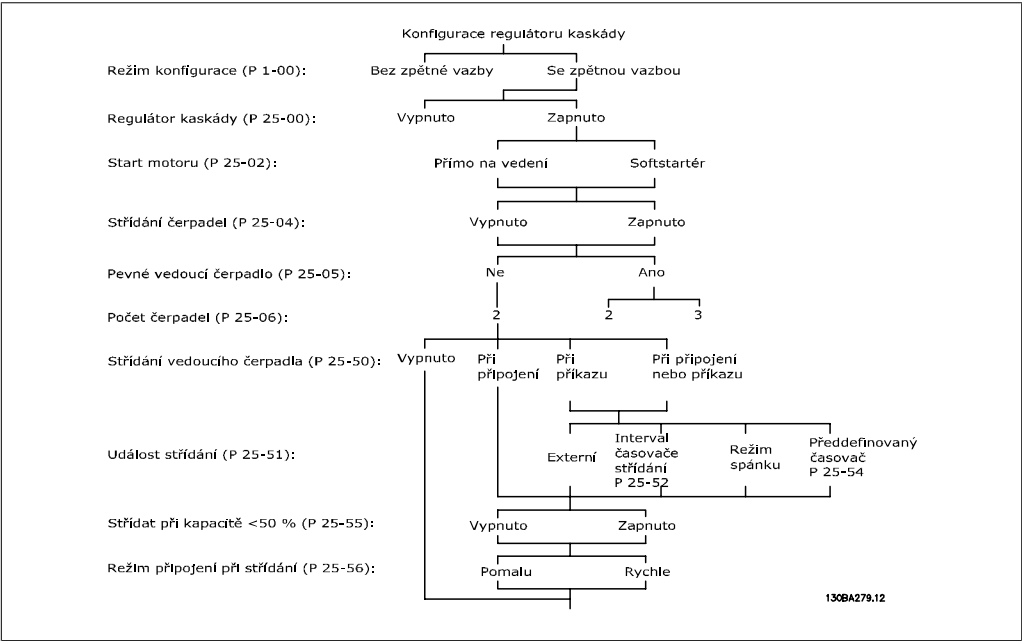 Konfigurace regulátoru kaskády
Režim konfigurace (P 1-00): Bez zpětné vazby Se zpětnou vazbou
Regulátor kaskády (P 25-00): Vypnuto Zapnuto
Start motoru (P 25-02): Přímo na vedení Softstartér
Střídání čerpadel (P 25-04): Vypnuto Zapnuto
Pevné vedoucí čerpadlo (P 25-05): Ne Ano
Počet čerpadel (P 25-06): 2 2 3
Střídání vedoucího čerpadla (P 25-50): Vypnuto Při Při Při připojení
připojení příkazu nebo příkazu
Událost střídání (P 25-51): Externí Interval
časovače
střídání
P 25-52 Režim
spánku Předdefinovaný
časovač
P 25-54
Střídat při kapacitě <50 % (P 25-55): Vypnuto Zapnuto
Režim připojení při střídání (P 25-56): Pomalu Rychle
130BA279.12